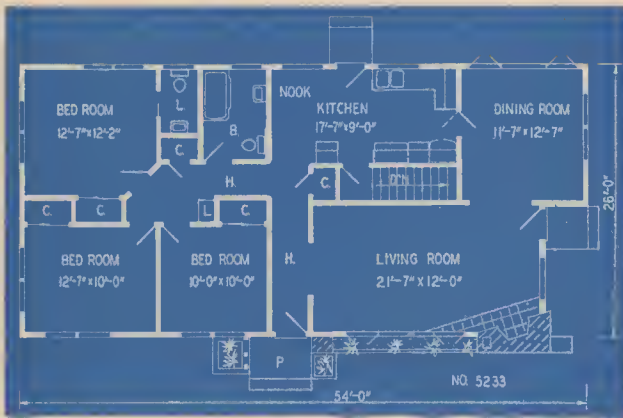 BED ROOM
12'-7" x 12'-2"
L.
B.
NOOK
KITCHEN
17'-7" x 9'-0"
DINING ROOM
11'-7" x 12'-7"
C.
H.
C.
DN
C.
C.
L
C.
BED ROOM
12'-7" x 10'-0"
BED ROOM
10'-0" x 10'-0"
H.
LIVING ROOM
21'-7" x 12'-0"
26'-0"
P
NO. 5233
54'-0"